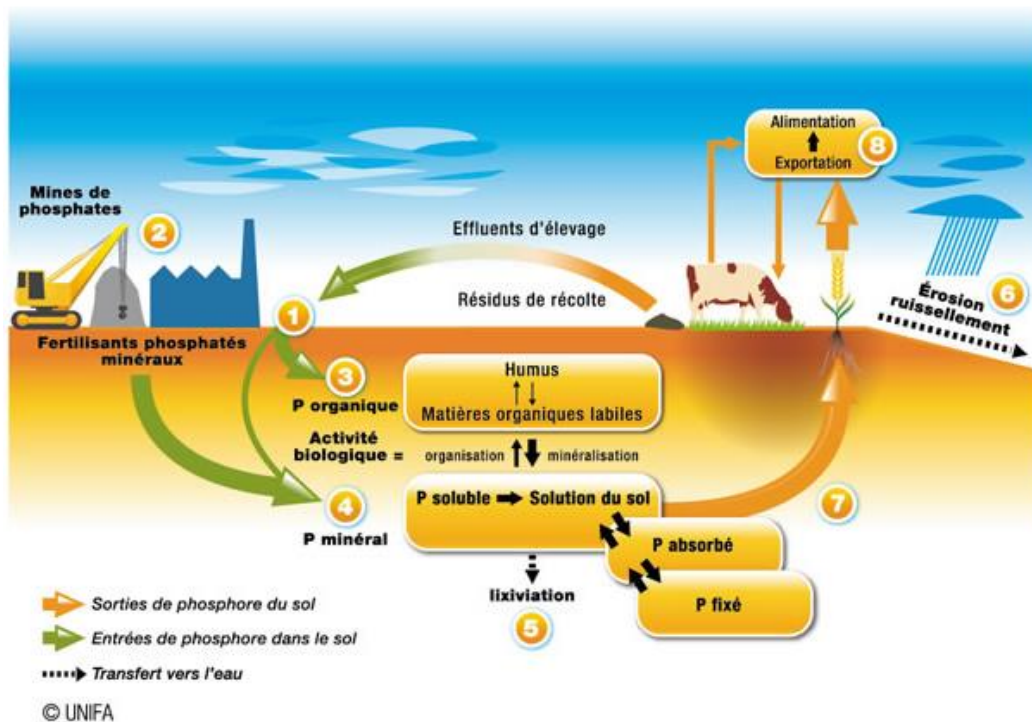 Alimentation
8
Exportation
Mines de
phosphates
2
Effluents d'élevage
Résidus de récolte
6
Érosion
ruissellement
1
Fertilisants phosphatés
minéraux
3
P organique
Humus
Matières organiques labiles
Activité
biologique =
organisation
minéralisation
4
P minéral
P soluble
Solution du sol
7
P absorbé
P fixé
lixiviation
5
Sorties de phosphore du sol
Entrées de phosphore dans le sol
Transfert vers l'eau
© UNIFA